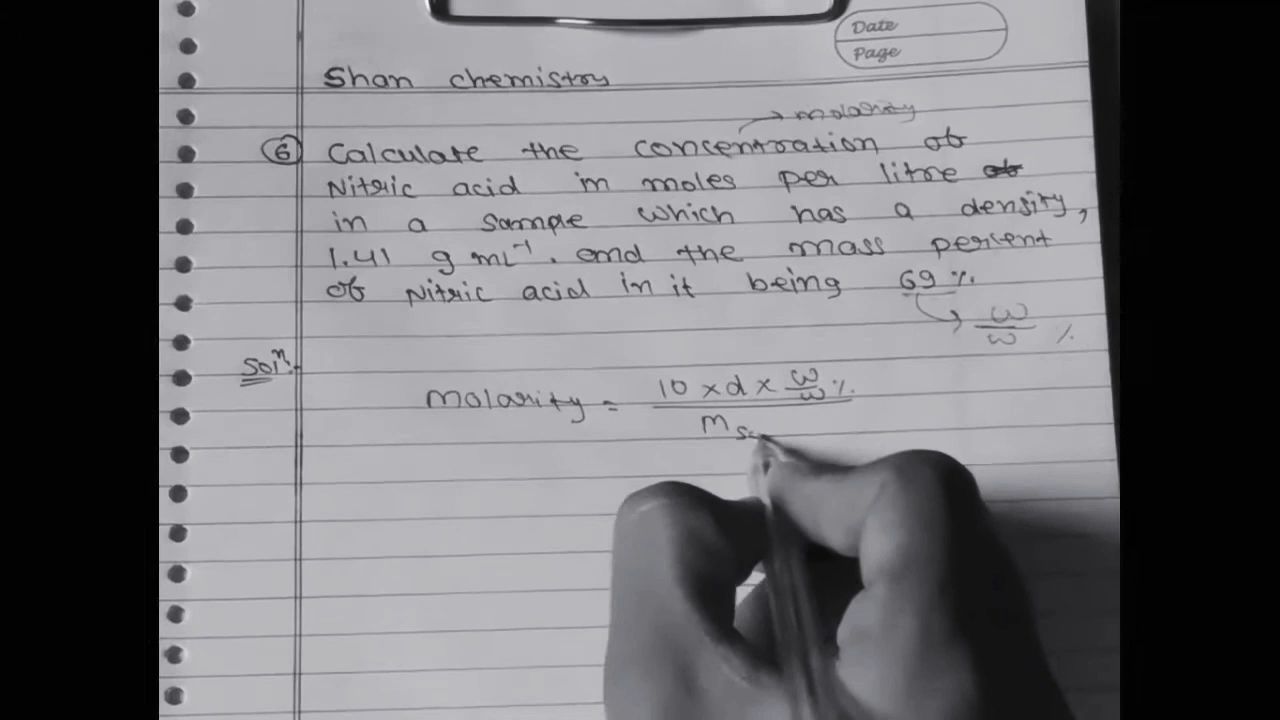 Date
Page
Shan chemistry
→ molarity
6 Calculate the concentration of
Nitric acid in moles per litre of
in a sample which has a density,
1.41 g mL⁻¹. and the mass percent
of Nitric acid in it being 69 %.
w/w %.
Solⁿ:
molarity = 10 × d × w/w %. / M